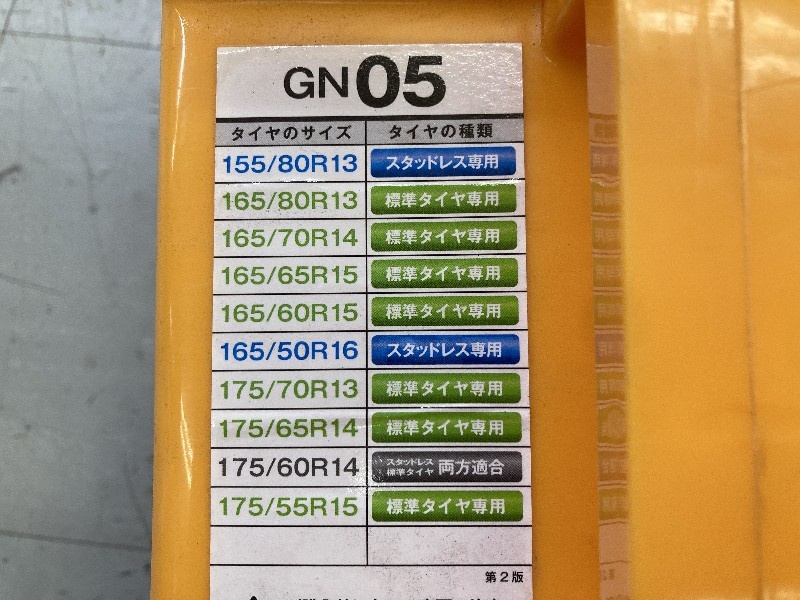 GN05
タイヤのサイズ タイヤの種類
155/80R13 スタッドレス専用
165/80R13 標準タイヤ専用
165/70R14 標準タイヤ専用
165/65R15 標準タイヤ専用
165/60R15 標準タイヤ専用
165/50R16 スタッドレス専用
175/70R13 標準タイヤ専用
175/65R14 標準タイヤ専用
175/60R14 スタッドレス 標準タイヤ 両方適合
175/55R15 標準タイヤ専用
第2版